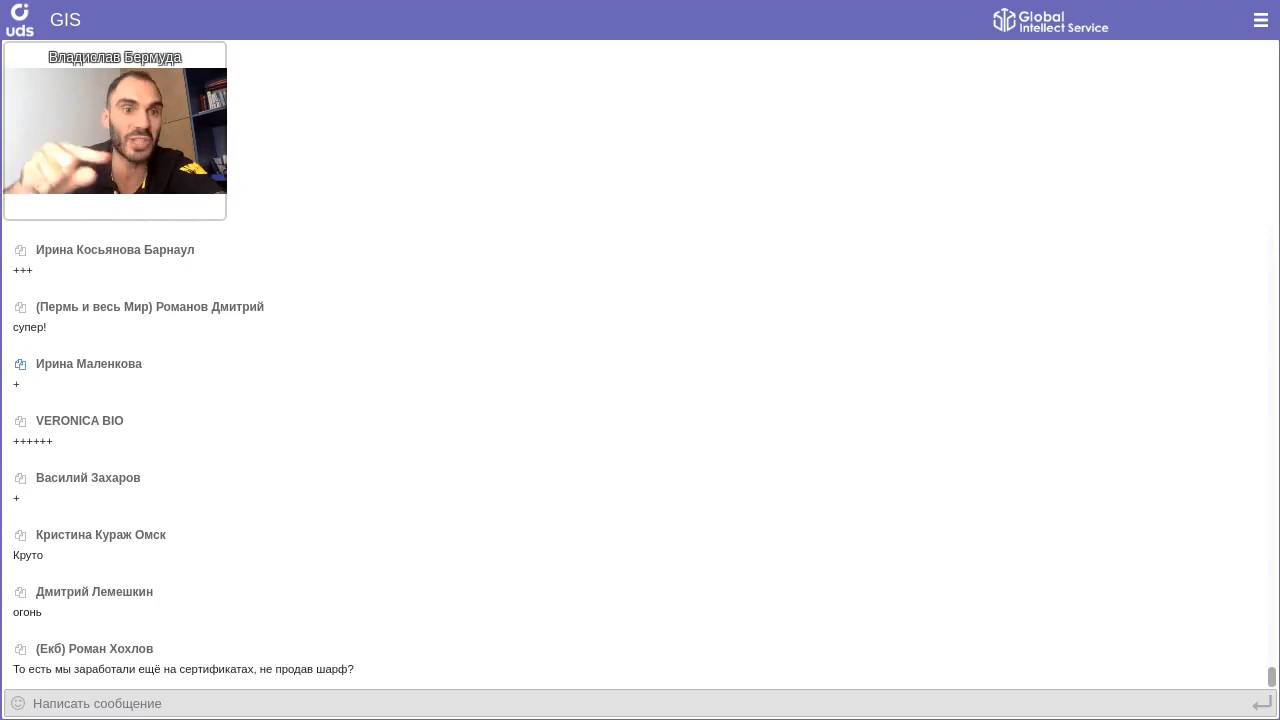 uds
GIS
Global
Intellect Service
Владислав Бермуда
Ирина Косьянова Барнаул
+++
(Пермь и весь Мир) Романов Дмитрий
супер!
Ирина Маленкова
+
VERONICA BIO
++++++
Василий Захаров
+
Кристина Кураж Омск
Круто
Дмитрий Лемешкин
огонь
(Екб) Роман Хохлов
То есть мы заработали ещё на сертификатах, не продав шарф?
Написать сообщение